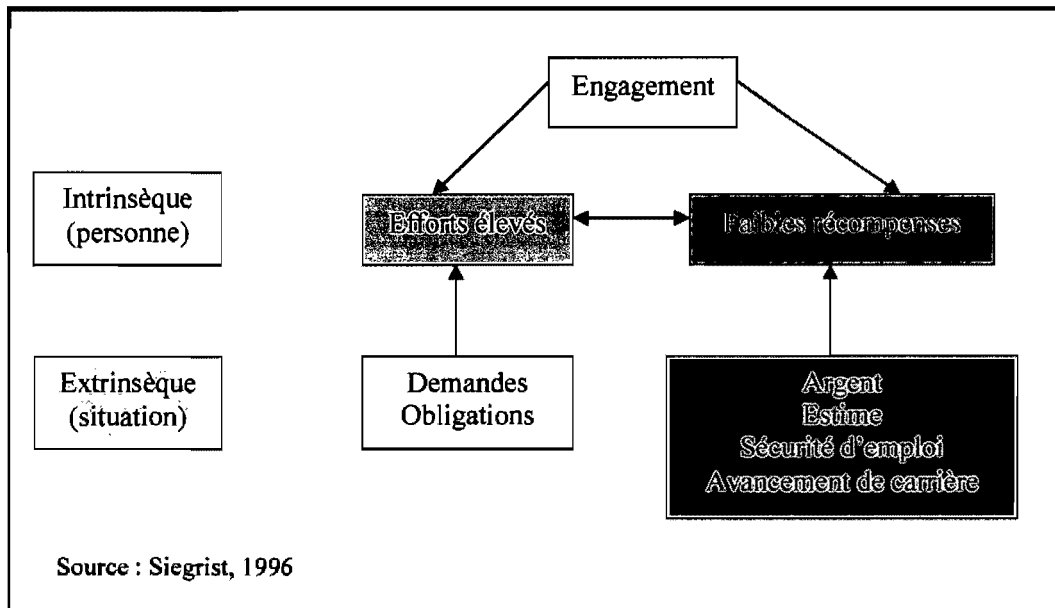 Engagement
Intrinsèque
(personne)
Efforts élevés
Faibles récompenses
Extrinsèque
(situation)
Demandes
Obligations
Argent
Estime
Sécurité d'emploi
Avancement de carrière
Source : Siegrist, 1996